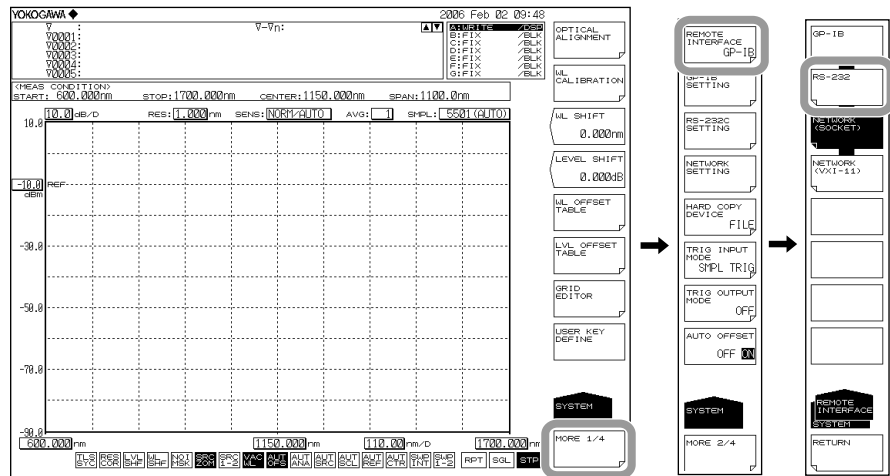 YOKOGAWA
2006 Feb 02 09:48
∇ :
∇0001:
∇0002:
∇0003:
∇0004:
∇0005:
∇-∇n:
A:WRITE /DSP
B:FIX /BLK
C:FIX /BLK
D:FIX /BLK
E:FIX /BLK
F:FIX /BLK
G:FIX /BLK
<MEAS CONDITION>
START: 600.000nm STOP:1700.000nm CENTER:1150.000nm SPAN:1100.0nm
10.0 dB/D RES: 1.000 nm SENS: NORM/AUTO AVG: 1 SMPL: 5501(AUTO)
10.0
-10.0 REF
dBm
-30.0
-50.0
-70.0
-90.0
600.000 nm 1150.000 nm 110.00 nm/D 1700.000 nm
TLS SYC
RES COR
LVL SHF
WL SHF
NOI MSK
SRC ZOM
SRC 1-2
VAC WL
AUT OFS
AUT ANA
AUT SRC
AUT SCL
AUT REF
AUT CTR
SWP INT
SWP 1-2
RPT
SGL
STP
OPTICAL
ALIGNMENT
WL
CALIBRATION
WL SHIFT
0.000nm
LEVEL SHIFT
0.000dB
WL OFFSET
TABLE
LVL OFFSET
TABLE
GRID
EDITOR
USER KEY
DEFINE
SYSTEM
MORE 1/4
REMOTE
INTERFACE
GP-IB
GP-IB
SETTING
RS-232C
SETTING
NETWORK
SETTING
HARD COPY
DEVICE
FILE
TRIG INPUT
MODE
SMPL TRIG
TRIG OUTPUT
MODE
OFF
AUTO OFFSET
OFF ON
SYSTEM
MORE 2/4
GP-IB
RS-232
NETWORK
(SOCKET)
NETWORK
(VXI-11)
REMOTE
INTERFACE
SYSTEM
RETURN